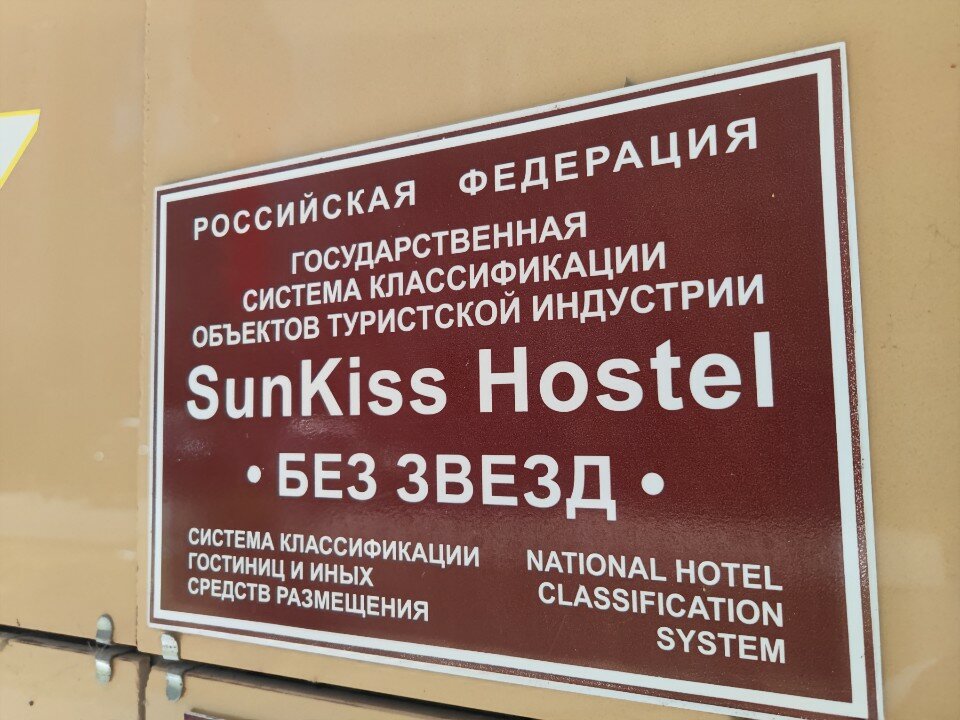 РОССИЙСКАЯ ФЕДЕРАЦИЯ
ГОСУДАРСТВЕННАЯ
СИСТЕМА КЛАССИФИКАЦИИ
ОБЪЕКТОВ ТУРИСТСКОЙ ИНДУСТРИИ
SunKiss Hostel
• БЕЗ ЗВЕЗД •
СИСТЕМА КЛАССИФИКАЦИИ
ГОСТИНИЦ И ИНЫХ
СРЕДСТВ РАЗМЕЩЕНИЯ
NATIONAL HOTEL
CLASSIFICATION
SYSTEM